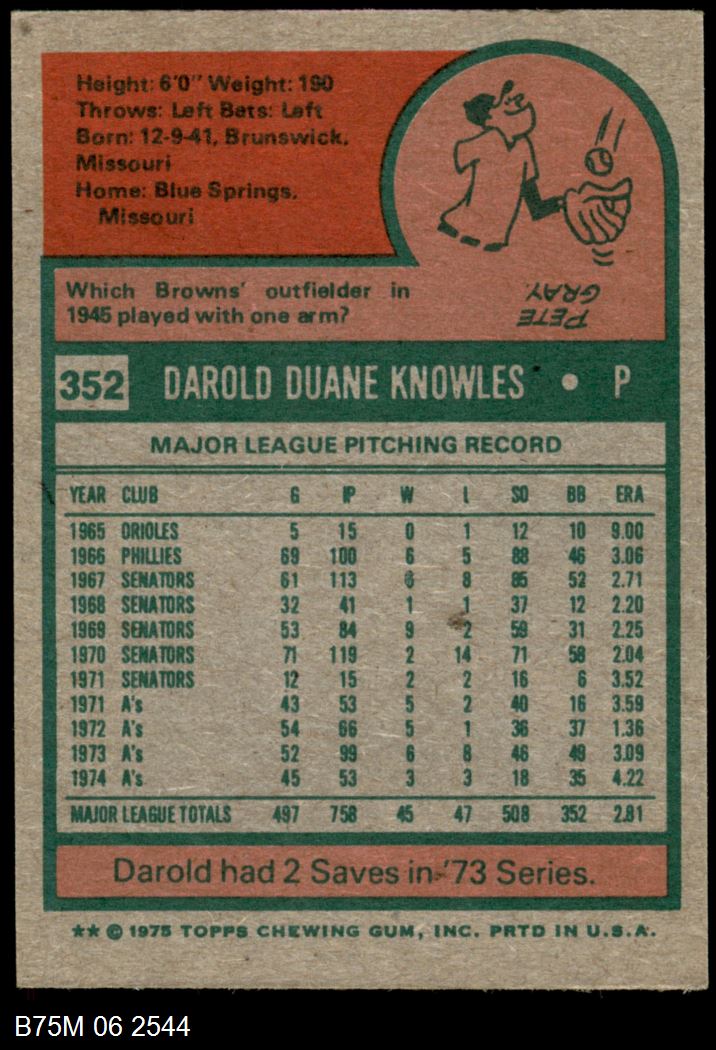 Height: 6'0" Weight: 190
Throws: Left Bats: Left
Born: 12-9-41, Brunswick,
Missouri
Home: Blue Springs,
Missouri
Which Browns' outfielder in
1945 played with one arm?
PETE
GRAY.
352 DAROLD DUANE KNOWLES • P
MAJOR LEAGUE PITCHING RECORD
YEAR CLUB G IP W L SO BB ERA
1965 ORIOLES 5 15 0 1 12 10 9.00
1966 PHILLIES 69 100 6 5 88 46 3.06
1967 SENATORS 61 113 6 8 85 52 2.71
1968 SENATORS 32 41 1 1 37 12 2.20
1969 SENATORS 53 84 9 2 59 31 2.25
1970 SENATORS 71 119 2 14 71 58 2.04
1971 SENATORS 12 15 2 2 16 6 3.52
1971 A's 43 53 5 2 40 16 3.59
1972 A's 54 66 5 1 36 37 1.36
1973 A's 52 99 6 8 46 49 3.09
1974 A's 45 53 3 3 18 35 4.22
MAJOR LEAGUE TOTALS 497 758 45 47 508 352 2.81
Darold had 2 Saves in '73 Series.
** © 1975 TOPPS CHEWING GUM, INC. PRTD IN U.S.A.
B75M 06 2544